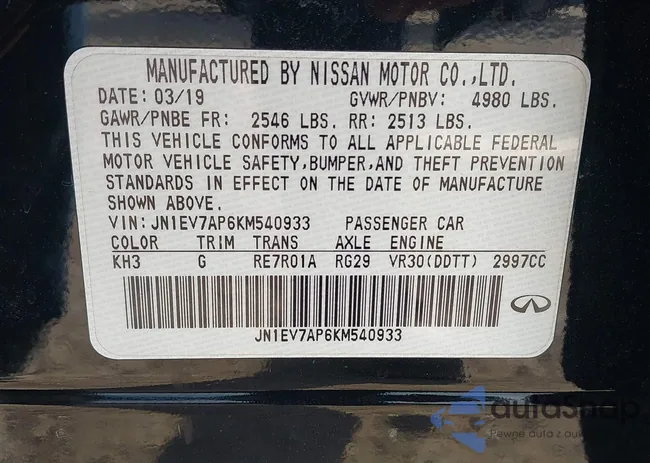 MANUFACTURED BY NISSAN MOTOR CO.,LTD.
DATE: 03/19 GVWR/PNBV: 4980 LBS.
GAWR/PNBE FR: 2546 LBS. RR: 2513 LBS.
THIS VEHICLE CONFORMS TO ALL APPLICABLE FEDERAL
MOTOR VEHICLE SAFETY,BUMPER,AND THEFT PREVENTION
STANDARDS IN EFFECT ON THE DATE OF MANUFACTURE
SHOWN ABOVE.
VIN: JN1EV7AP6KM540933 PASSENGER CAR
COLOR TRIM TRANS AXLE ENGINE
KH3 G RE7R01A RG29 VR30(DDTT) 2997CC
JN1EV7AP6KM540933
autaShop
Pewne auta z